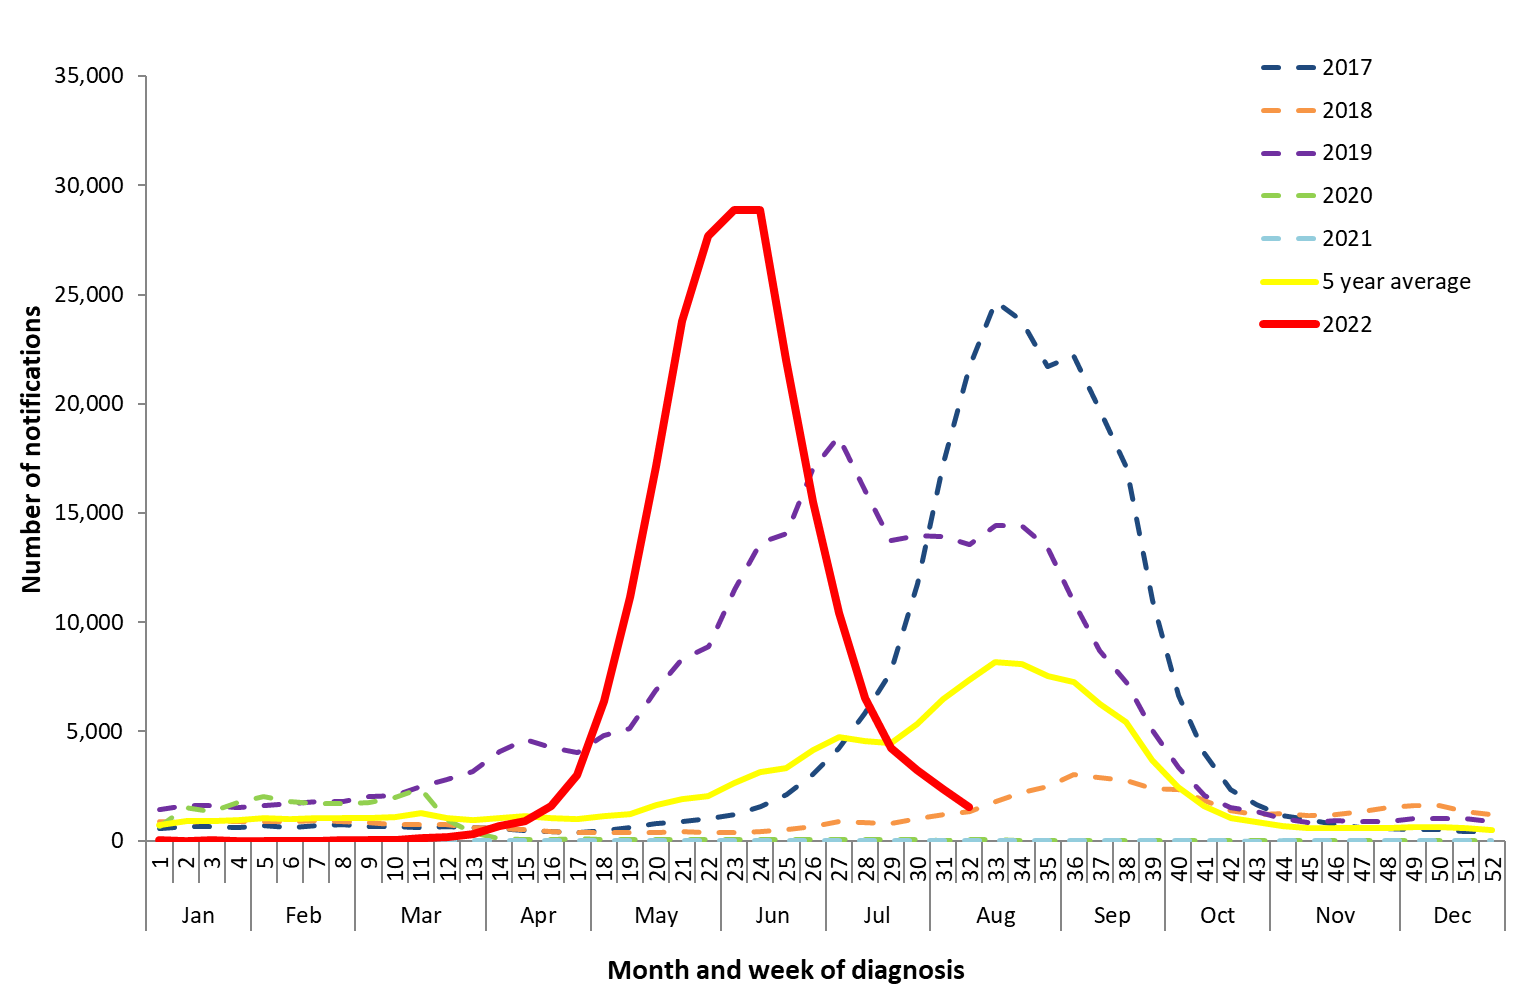 35,000
30,000
25,000
20,000
15,000
10,000
5,000
0
Number of notifications
2017
2018
2019
2020
2021
5 year average
2022
1 2 3 4 5 6 7 8 9 10 11 12 13 14 15 16 17 18 19 20 21 22 23 24 25 26 27 28 29 30 31 32 33 34 35 36 37 38 39 40 41 42 43 44 45 46 47 48 49 50 51 52
Jan Feb Mar Apr May Jun Jul Aug Sep Oct Nov Dec
Month and week of diagnosis